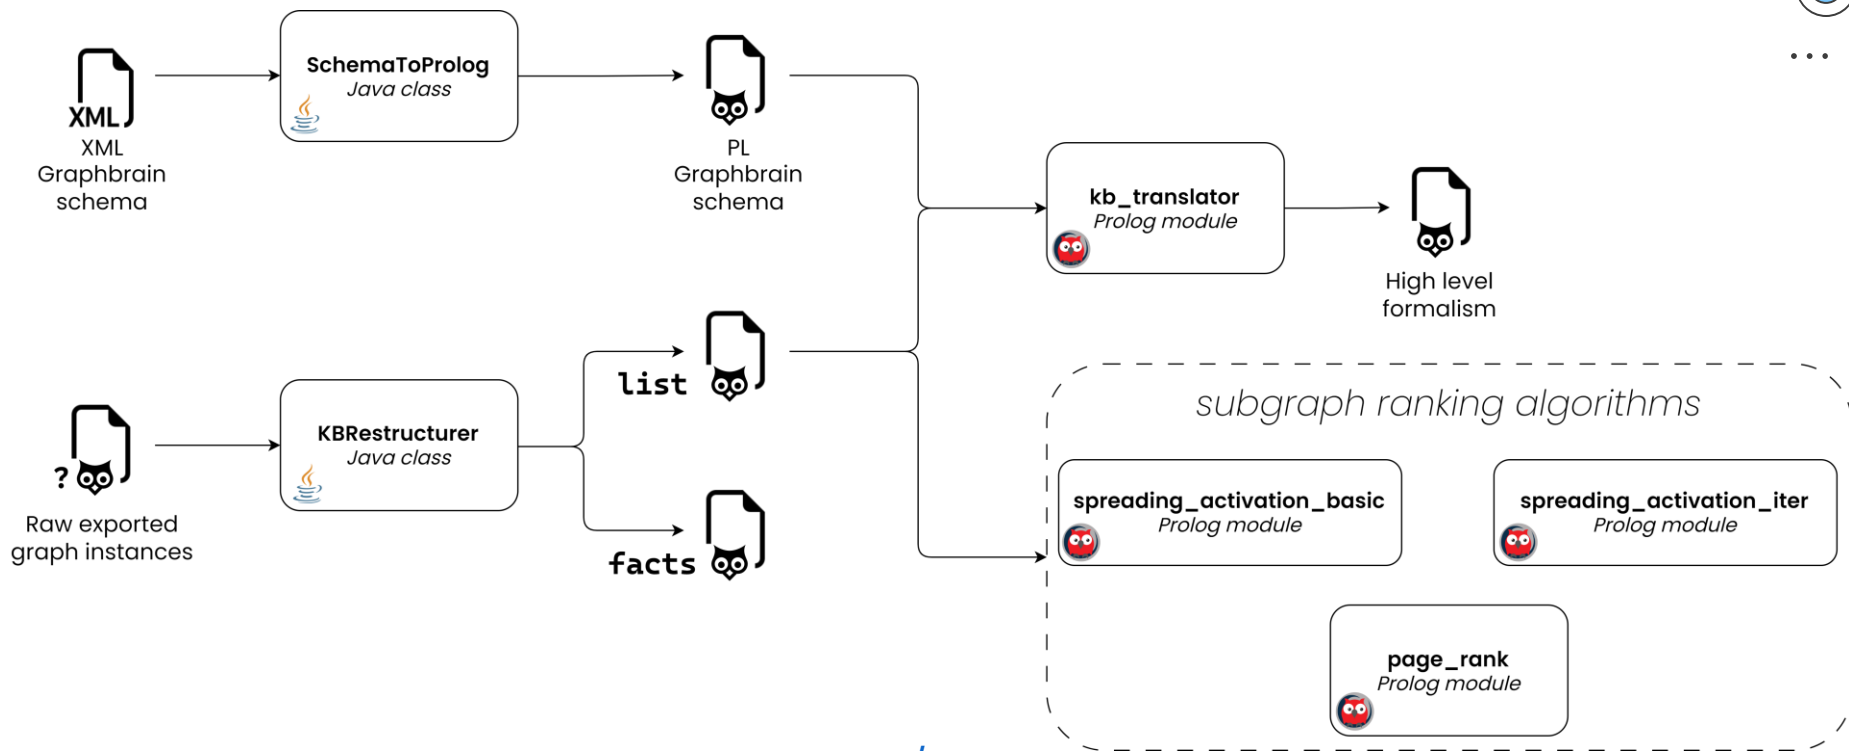 XML
XML
Graphbrain
schema
SchemaToProlog
Java class
PL
Graphbrain
schema
kb_translator
Prolog module
High level
formalism
?
Raw exported
graph instances
KBRestructurer
Java class
list
facts
subgraph ranking algorithms
spreading_activation_basic
Prolog module
spreading_activation_iter
Prolog module
page_rank
Prolog module